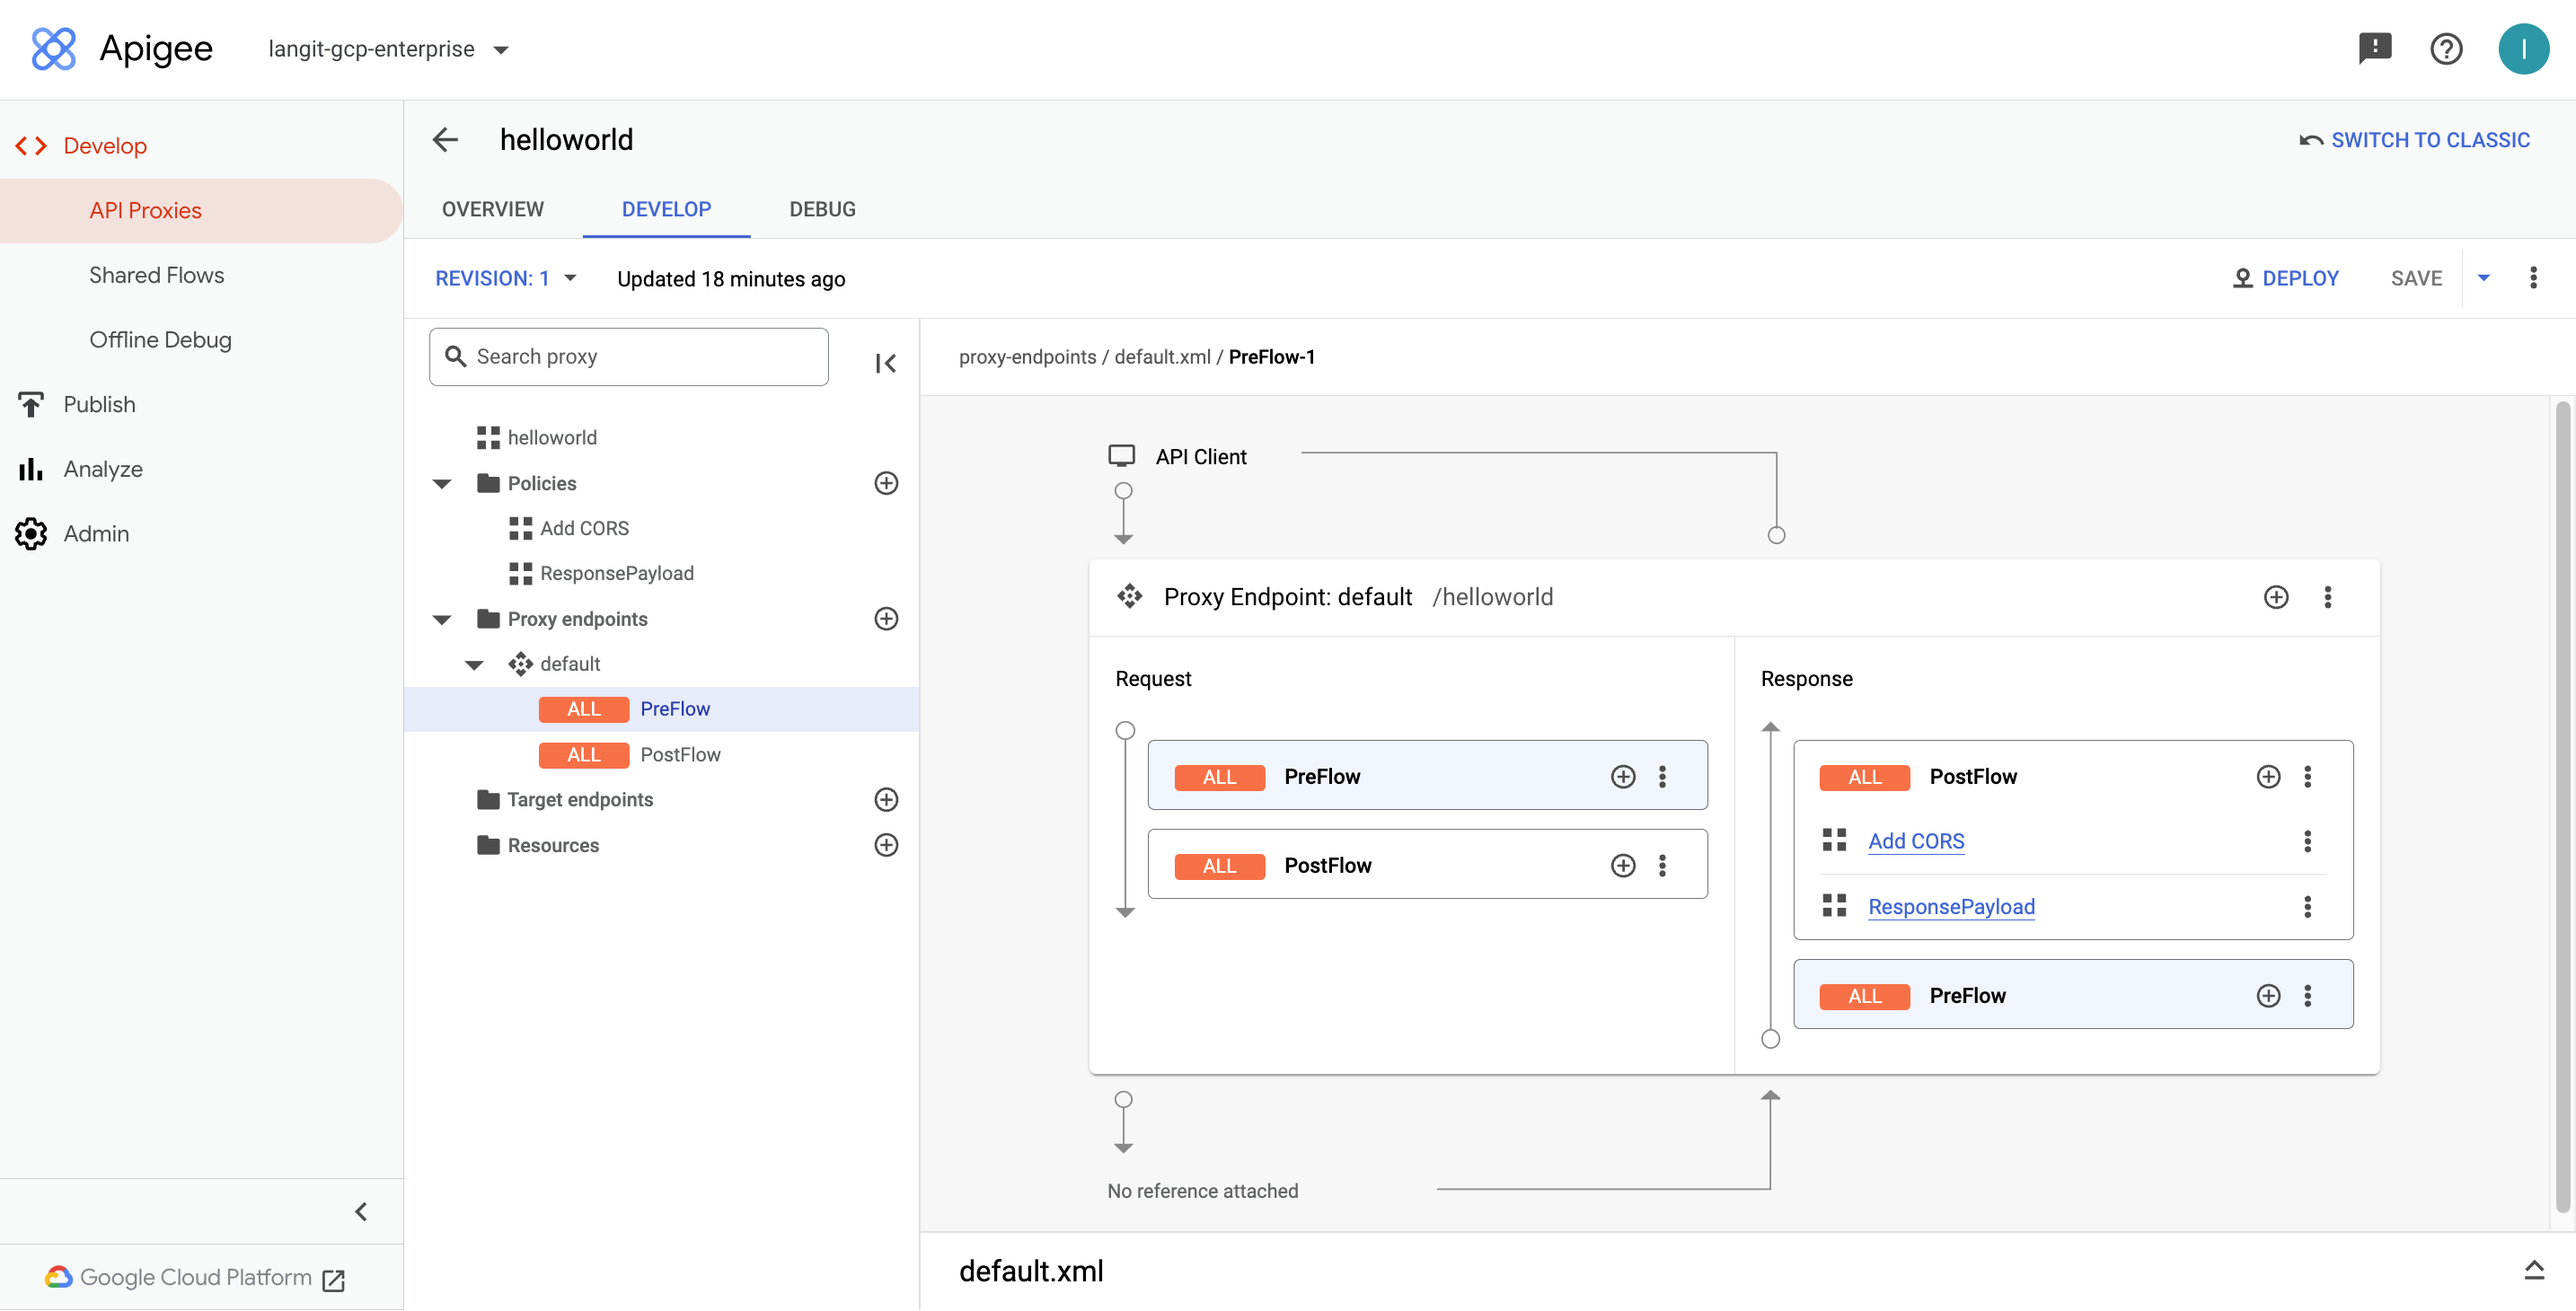 Apigee
langit-gcp-enterprise
I
Develop
API Proxies
Shared Flows
Offline Debug
Publish
Analyze
Admin
Google Cloud Platform
helloworld
SWITCH TO CLASSIC
OVERVIEW DEVELOP DEBUG
REVISION: 1 Updated 18 minutes ago
DEPLOY SAVE
Search proxy
helloworld
Policies
Add CORS
ResponsePayload
Proxy endpoints
default
ALL PreFlow
ALL PostFlow
Target endpoints
Resources
proxy-endpoints / default.xml / PreFlow-1
API Client
Proxy Endpoint: default /helloworld
Request
ALL PreFlow
ALL PostFlow
Response
ALL PostFlow
Add CORS
ResponsePayload
ALL PreFlow
No reference attached
default.xml